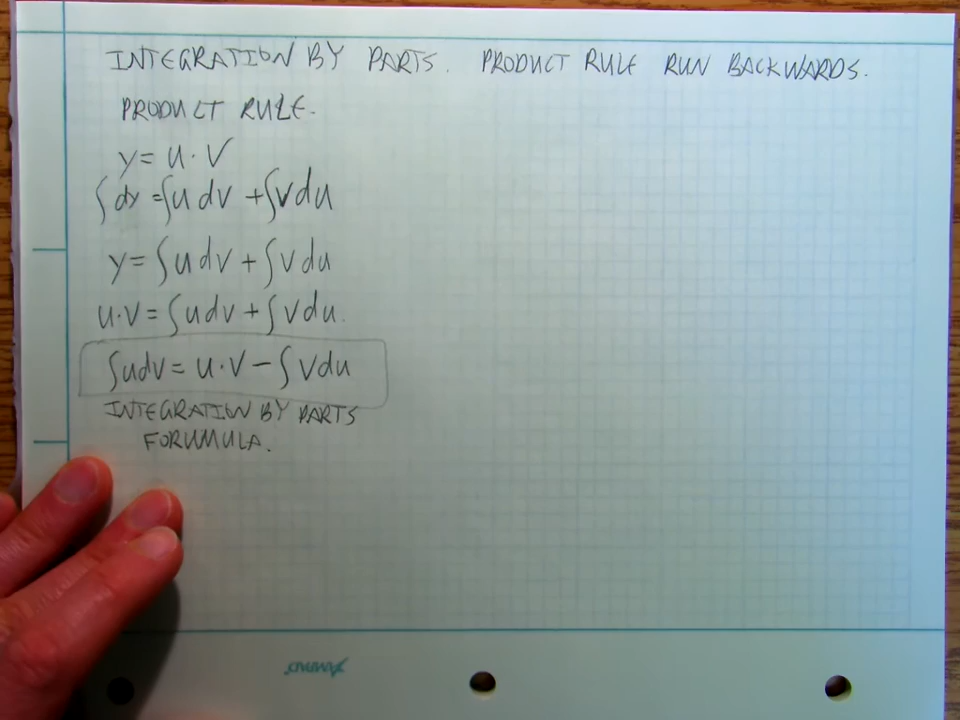 INTEGRATION BY PARTS. PRODUCT RULE RUN BACKWARDS.
PRODUCT RULE.
y = u · v
∫ dy = ∫ u dv + ∫ v du
y = ∫ u dv + ∫ v du
u · v = ∫ u dv + ∫ v du.
∫ u dv = u · v - ∫ v du
INTEGRATION BY PARTS
FORUMULA.